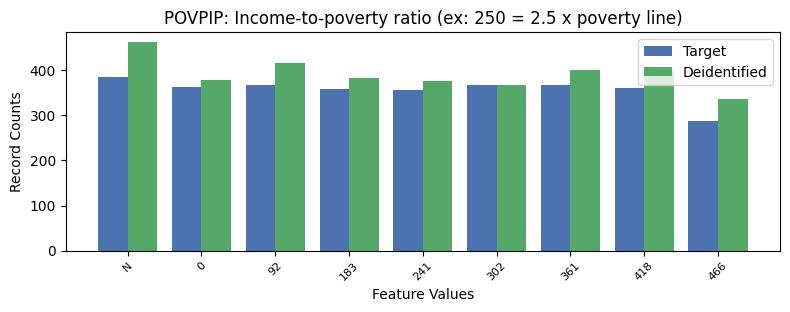 POVPIP: Income-to-poverty ratio (ex: 250 = 2.5 x poverty line)
Target
Deidentified
Record Counts
400
300
200
100
0
N 0 92 183 241 302 361 418 466
Feature Values